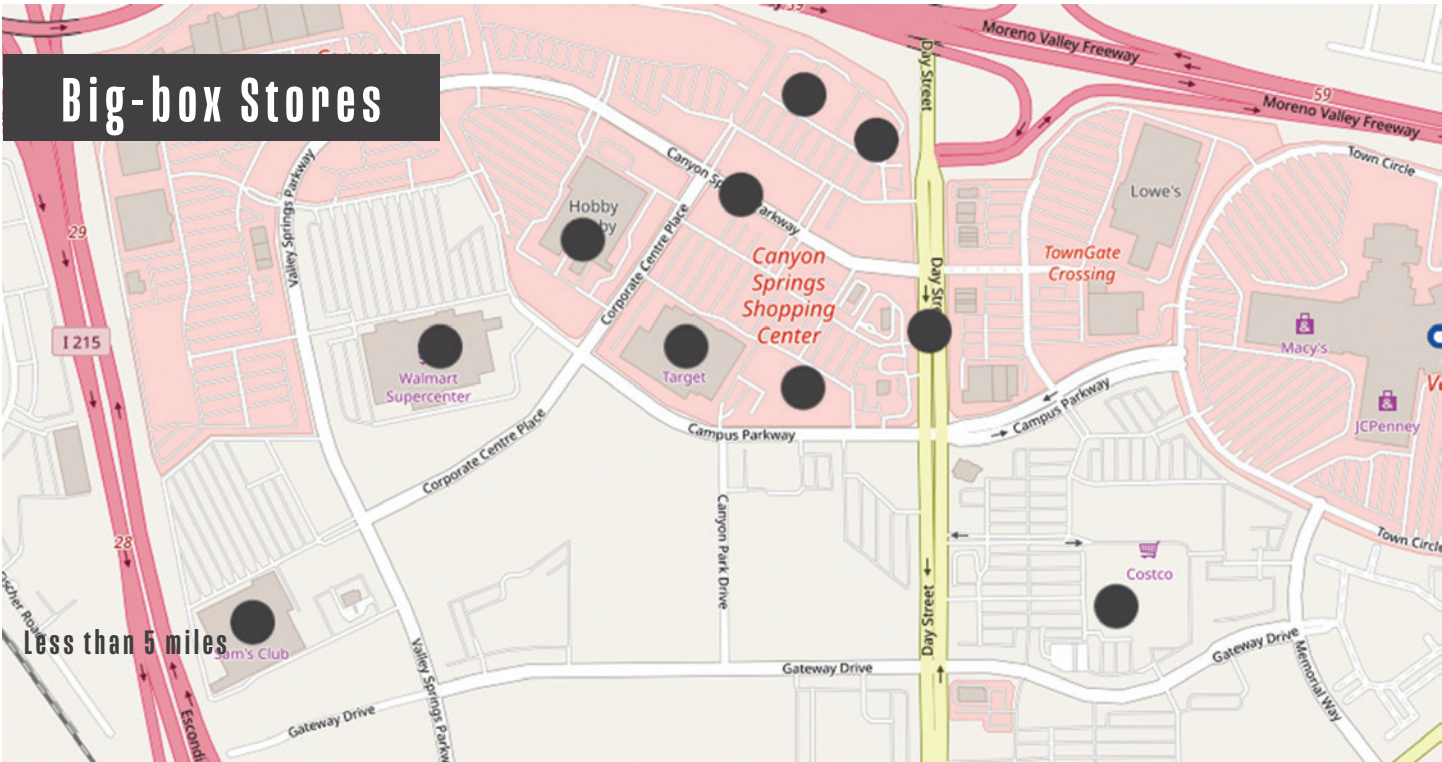 59
Moreno Valley Freeway
59
Moreno Valley Freeway
Big-box Stores
Day Street
Town Circle
Canyon
Parkway
Lowe's
Valley Springs Parkway
Hobby
29
Corporate Centre Place
Canyon
Springs
Shopping
Center
TownGate
Crossing
Day
I 215
Macy's
Walmart
Supercenter
Target
Campus Parkway
JCPenney
Campus Parkway
Corporate Centre Place
28
Canyon Park Drive
Town Circle
Costco
Day Street
Less than 5 miles
Sam's Club
Gateway Drive
Gateway Drive
Memorial Way
Valley Springs
Gateway Drive